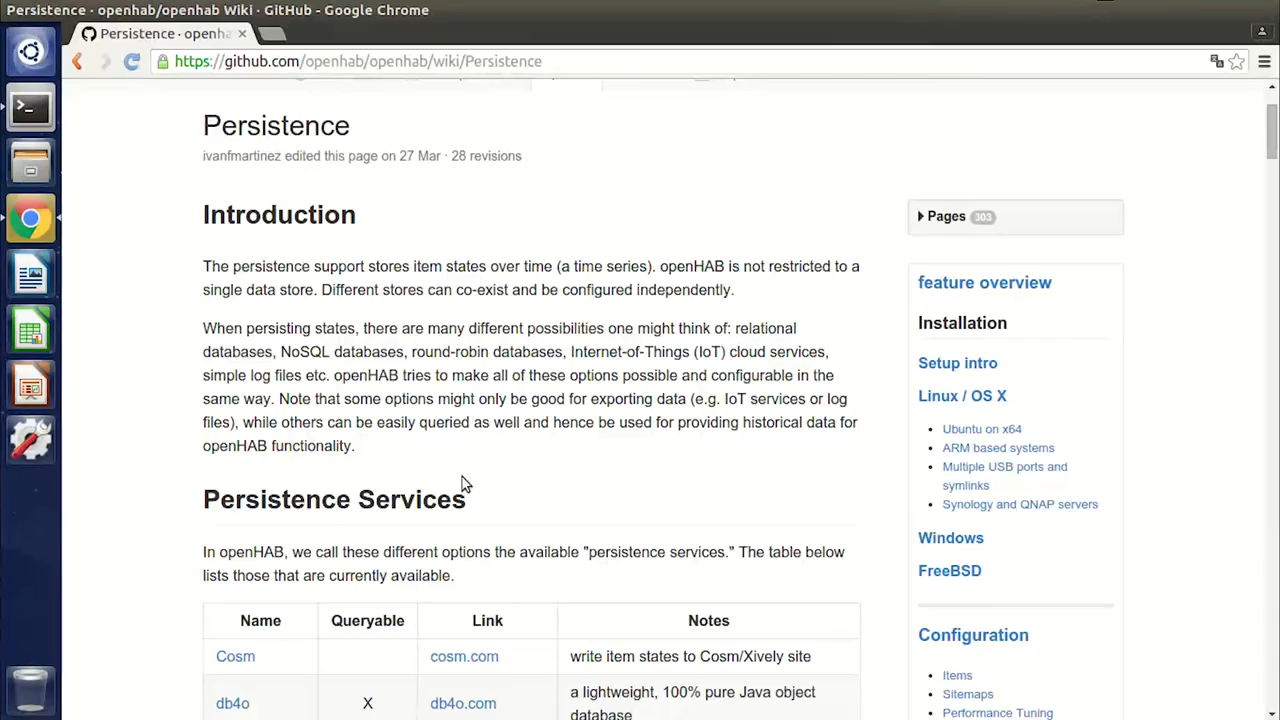 Persistence · openhab/openhab Wiki · GitHub - Google Chrome
Persistence · openha
https://github.com/openhab/openhab/wiki/Persistence
Persistence
ivanfmartinez edited this page on 27 Mar · 28 revisions
Introduction
The persistence support stores item states over time (a time series). openHAB is not restricted to a
single data store. Different stores can co-exist and be configured independently.
When persisting states, there are many different possibilities one might think of: relational
databases, NoSQL databases, round-robin databases, Internet-of-Things (IoT) cloud services,
simple log files etc. openHAB tries to make all of these options possible and configurable in the
same way. Note that some options might only be good for exporting data (e.g. IoT services or log
files), while others can be easily queried as well and hence be used for providing historical data for
openHAB functionality.
Persistence Services
In openHAB, we call these different options the available "persistence services." The table below
lists those that are currently available.
Name Queryable Link Notes
Cosm cosm.com write item states to Cosm/Xively site
db4o X db4o.com a lightweight, 100% pure Java object
database
Pages 303
feature overview
Installation
Setup intro
Linux / OS X
Ubuntu on x64
ARM based systems
Multiple USB ports and
symlinks
Synology and QNAP servers
Windows
FreeBSD
Configuration
Items
Sitemaps
Performance Tuning